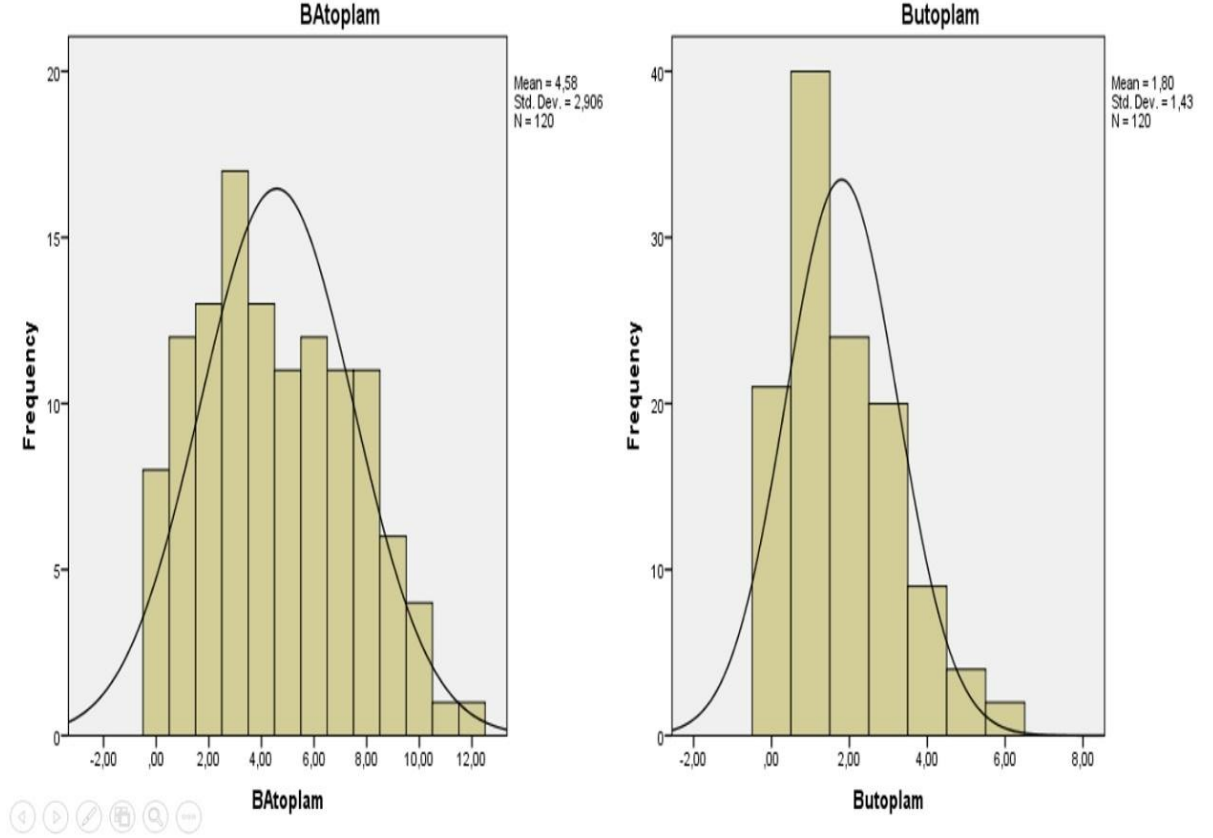 BAtoplam
20
15
10
5
0
Frequency
-2,00 ,00 2,00 4,00 6,00 8,00 10,00 12,00
BAtoplam
Mean = 4,58
Std. Dev. = 2,906
N = 120
Butoplam
40
30
20
10
0
Frequency
-2,00 ,00 2,00 4,00 6,00 8,00
Butoplam
Mean = 1,80
Std. Dev. = 1,43
N = 120